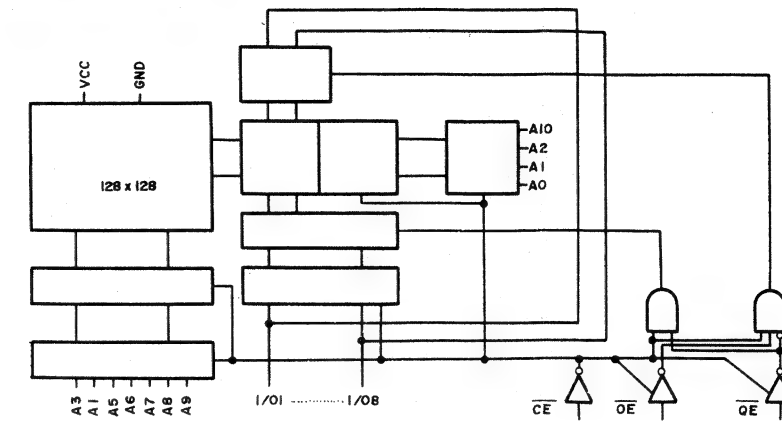 VCC
GND
128 x 128
A10
A2
A1
A0
A3
A1
A5
A6
A7
A8
A9
I/O1 ............ I/O8
CE
OE
QE